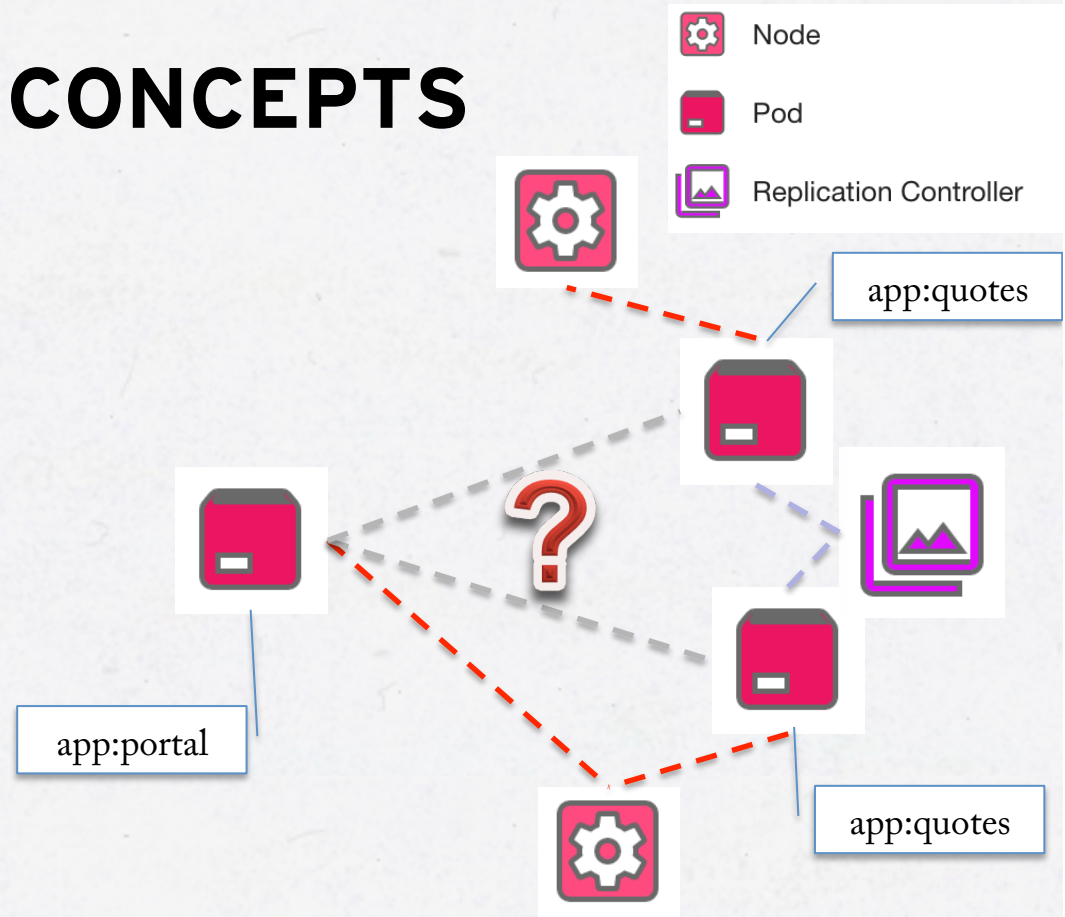 CONCEPTS
Node
Pod
Replication Controller
app:quotes
?
app:portal
app:quotes